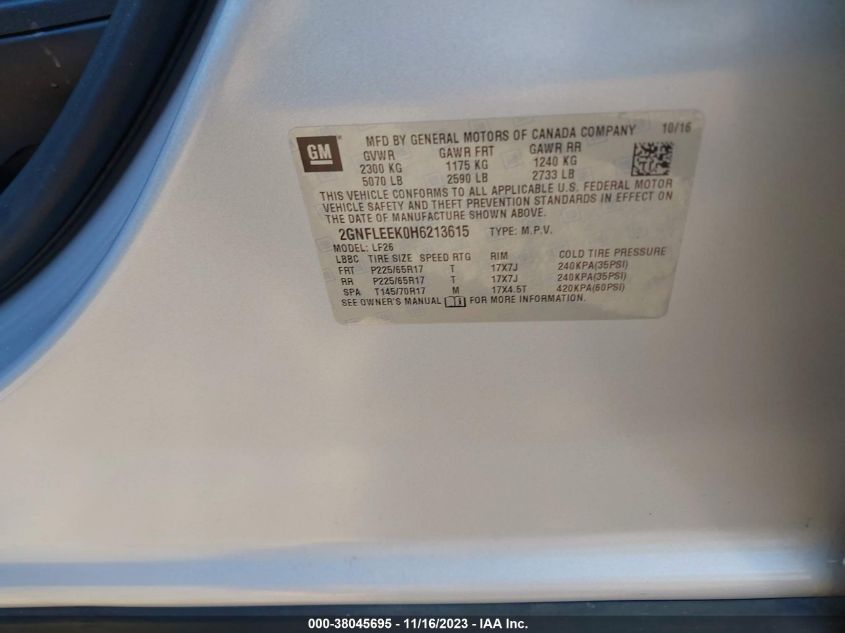 GM
MFD BY GENERAL MOTORS OF CANADA COMPANY 10/16
GVWR GAWR FRT GAWR RR
2300 KG 1175 KG 1240 KG
5070 LB 2590 LB 2733 LB
THIS VEHICLE CONFORMS TO ALL APPLICABLE U.S. FEDERAL MOTOR
VEHICLE SAFETY AND THEFT PREVENTION STANDARDS IN EFFECT ON
THE DATE OF MANUFACTURE SHOWN ABOVE.
2GNFLEEK0H6213615 TYPE: M.P.V.
MODEL: LF26
LBBC TIRE SIZE SPEED RTG RIM COLD TIRE PRESSURE
FRT P225/65R17 T 17X7J 240KPA(35PSI)
RR P225/65R17 T 17X7J 240KPA(35PSI)
SPA T145/70R17 M 17X4.5T 420KPA(60PSI)
SEE OWNER'S MANUAL FOR MORE INFORMATION.
000-38045695 - 11/16/2023 - IAA Inc.